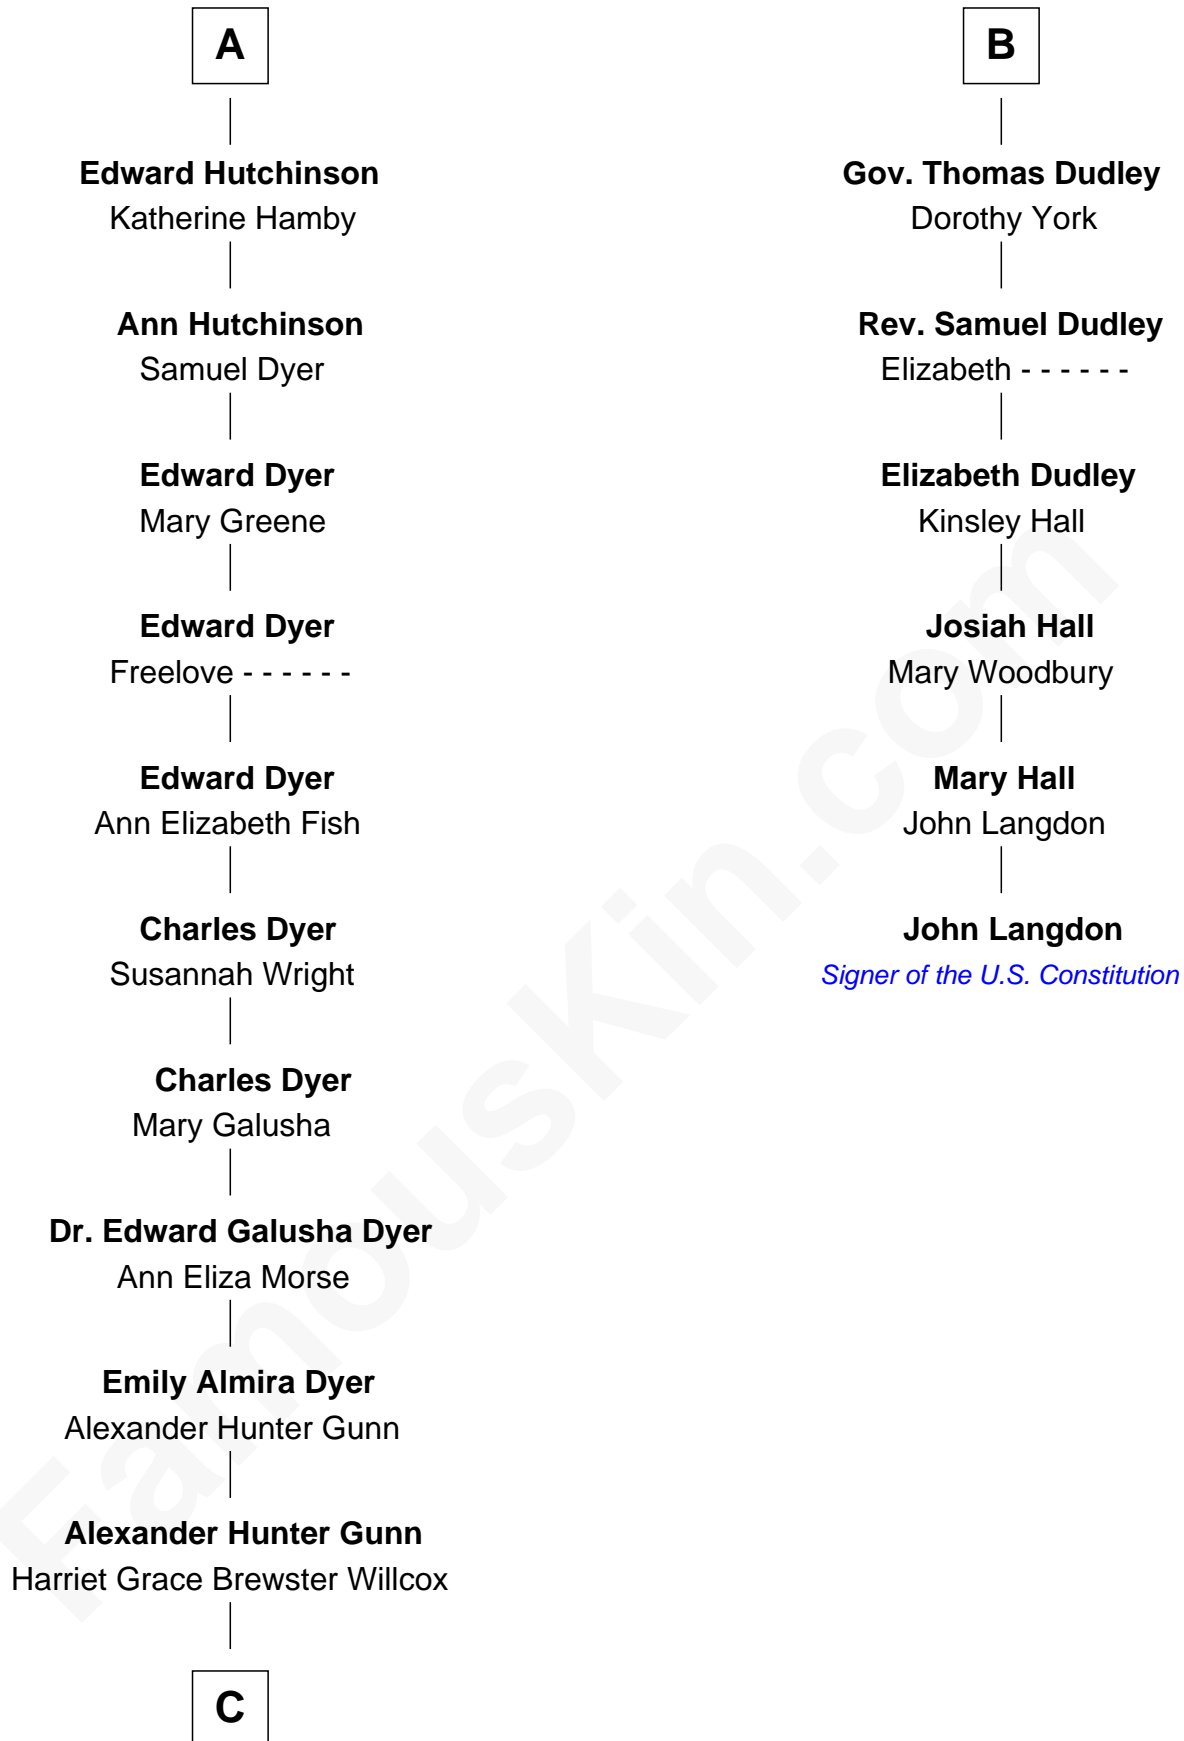 A
Edward Hutchinson
Katherine Hamby
Ann Hutchinson
Samuel Dyer
Edward Dyer
Mary Greene
Edward Dyer
Freelove - - - - - -
Edward Dyer
Ann Elizabeth Fish
Charles Dyer
Susannah Wright
Charles Dyer
Mary Galusha
Dr. Edward Galusha Dyer
Ann Eliza Morse
Emily Almira Dyer
Alexander Hunter Gunn
Alexander Hunter Gunn
Harriet Grace Brewster Willcox
C
B
Gov. Thomas Dudley
Dorothy York
Rev. Samuel Dudley
Elizabeth - - - - - -
Elizabeth Dudley
Kinsley Hall
Josiah Hall
Mary Woodbury
Mary Hall
John Langdon
John Langdon
Signer of the U.S. Constitution
FamousKin.com